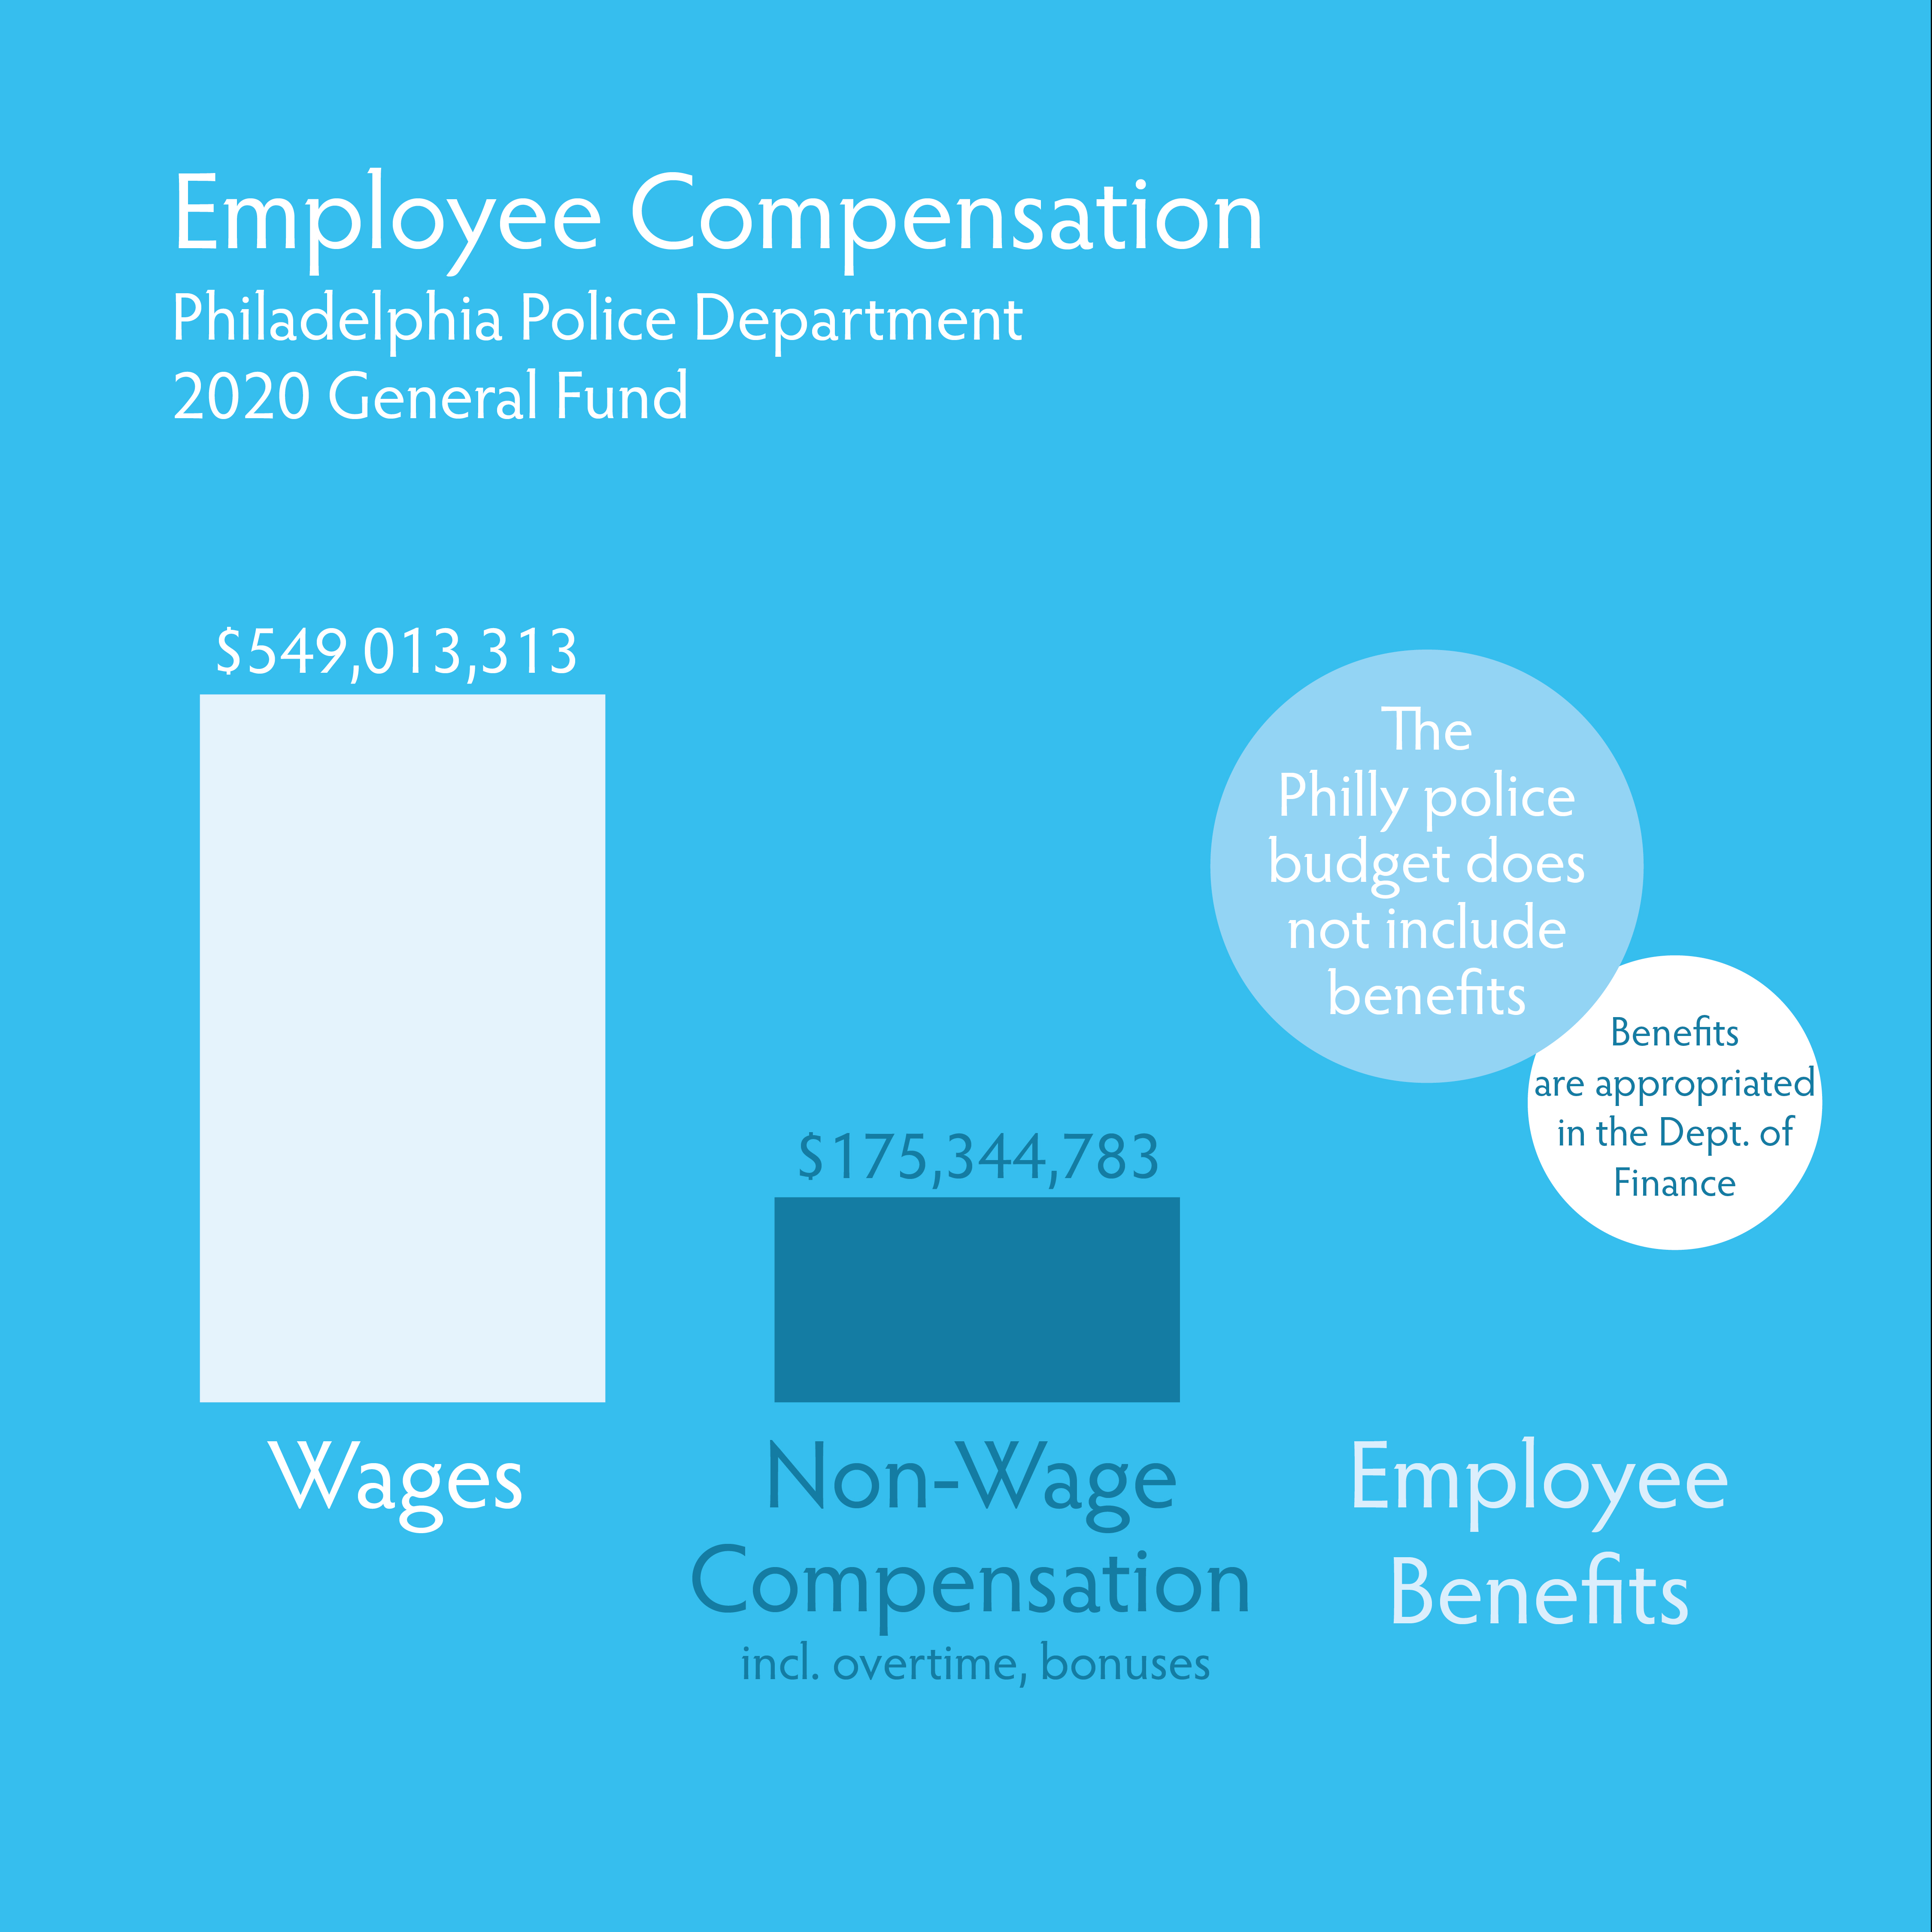 Employee Compensation
Philadelphia Police Department
2020 General Fund
$549,013,313
The
Philly police
budget does
not include
benefits
Benefits
are appropriated
in the Dept. of
Finance
$175,344,783
Wages
Non-Wage
Compensation
incl. overtime, bonuses
Employee
Benefits